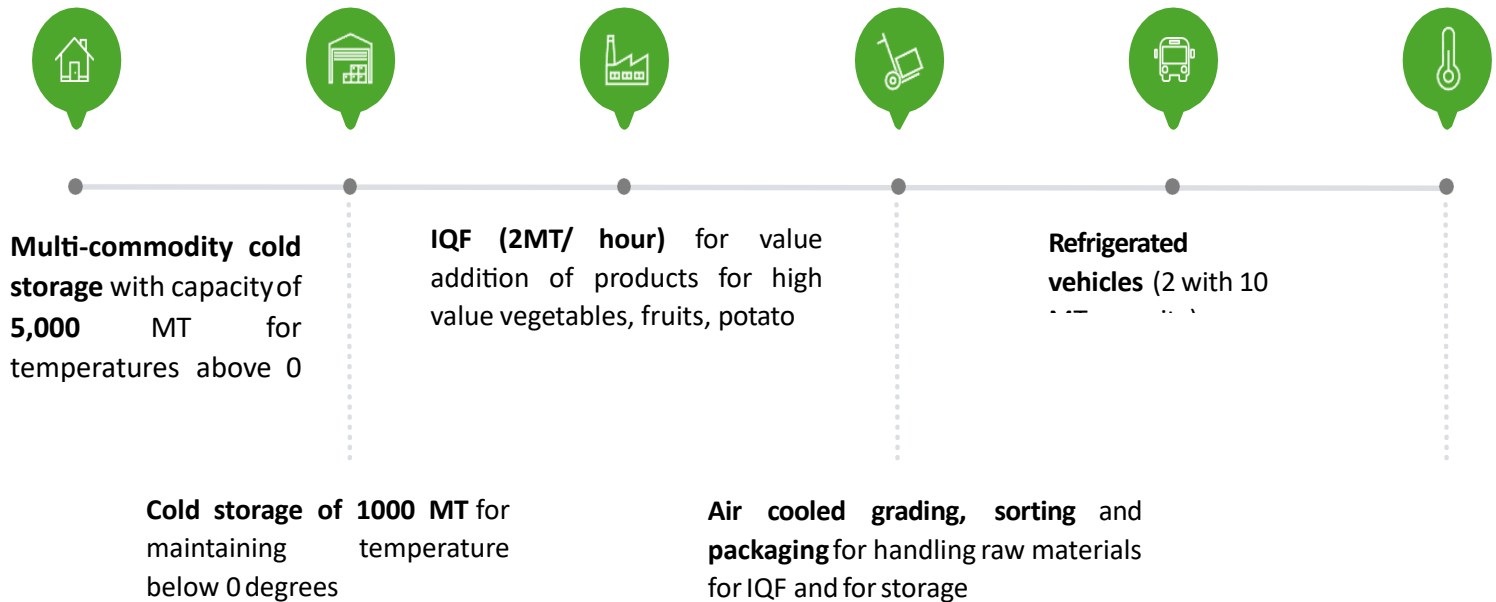 Multi-commodity cold
storage with capacity of
5,000 MT for
temperatures above 0
IQF (2MT/ hour) for value
addition of products for high
value vegetables, fruits, potato
Refrigerated
vehicles (2 with 10
Cold storage of 1000 MT for
maintaining temperature
below 0 degrees
Air cooled grading, sorting and
packaging for handling raw materials
for IQF and for storage